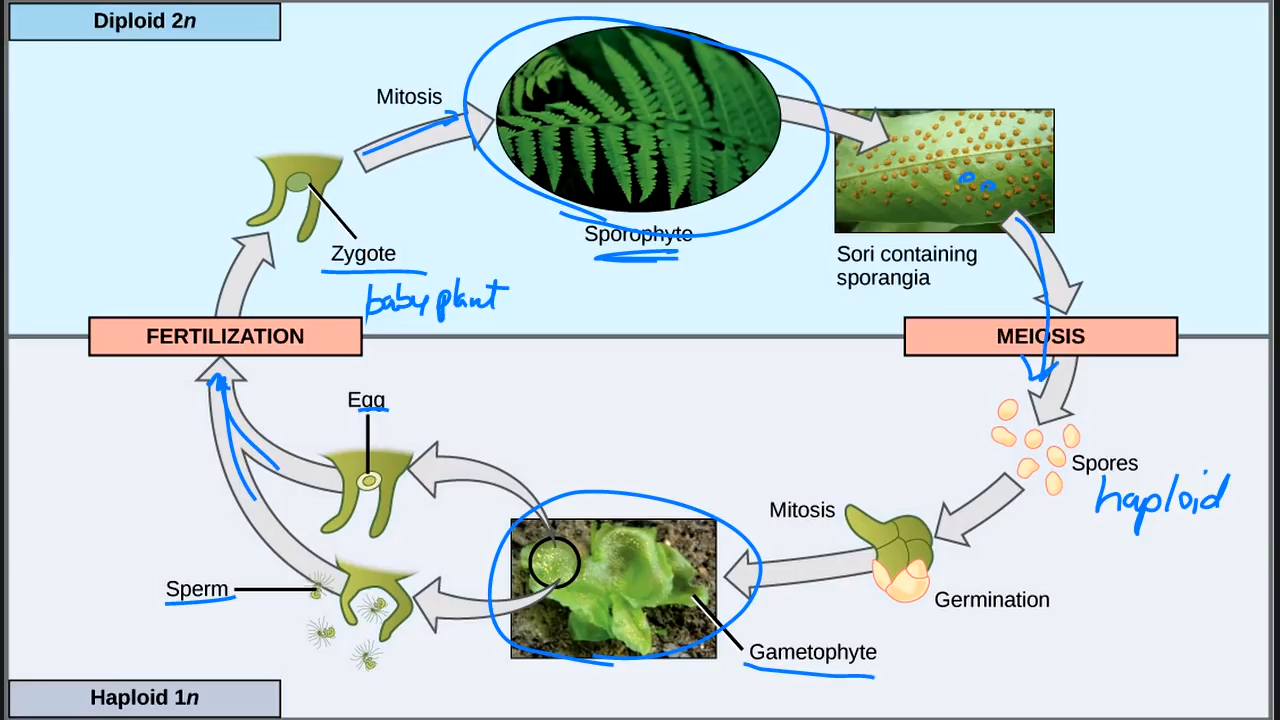 Diploid 2n
Mitosis
Zygote
baby plant
Sporophyte
Sori containing
sporangia
FERTILIZATION
MEIOSIS
Egg
Spores
haploid
Mitosis
Germination
Sperm
Gametophyte
Haploid 1n